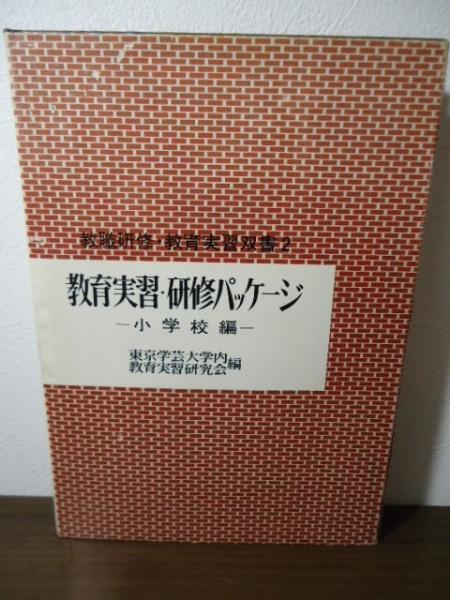 教職研修・教育実習双書2
教育実習・研修パッケージ
―小学校編―
東京学芸大学内
教育実習研究会編